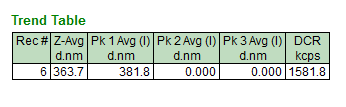 Trend Table
Rec # Z-Avg Pk 1 Avg (I) Pk 2 Avg (I) Pk 3 Avg (I) DCR
d.nm d.nm d.nm d.nm kcps
6 363.7 381.8 0.000 0.000 1581.8